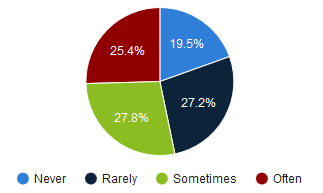 19.5%
25.4%
27.2%
27.8%
Never Rarely Sometimes Often